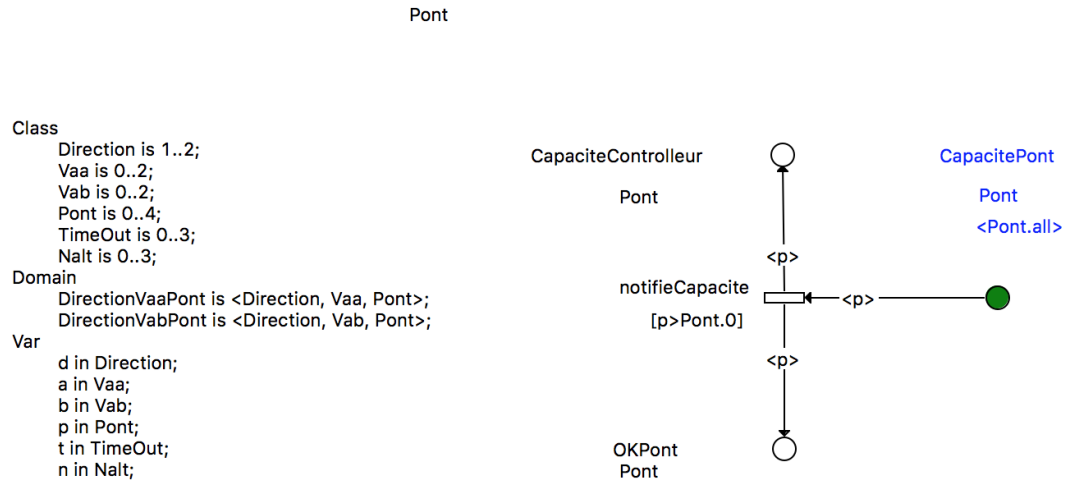 Pont
Class
Direction is 1..2;
Vaa is 0..2;
Vab is 0..2;
Pont is 0..4;
TimeOut is 0..3;
Nalt is 0..3;
Domain
DirectionVaaPont is <Direction, Vaa, Pont>;
DirectionVabPont is <Direction, Vab, Pont>;
Var
d in Direction;
a in Vaa;
b in Vab;
p in Pont;
t in TimeOut;
n in Nalt;
CapaciteControlleur
Pont
CapacitePont
Pont
<Pont.all>
<p>
notifieCapacite
<p>
[p>Pont.0]
<p>
OKPont
Pont